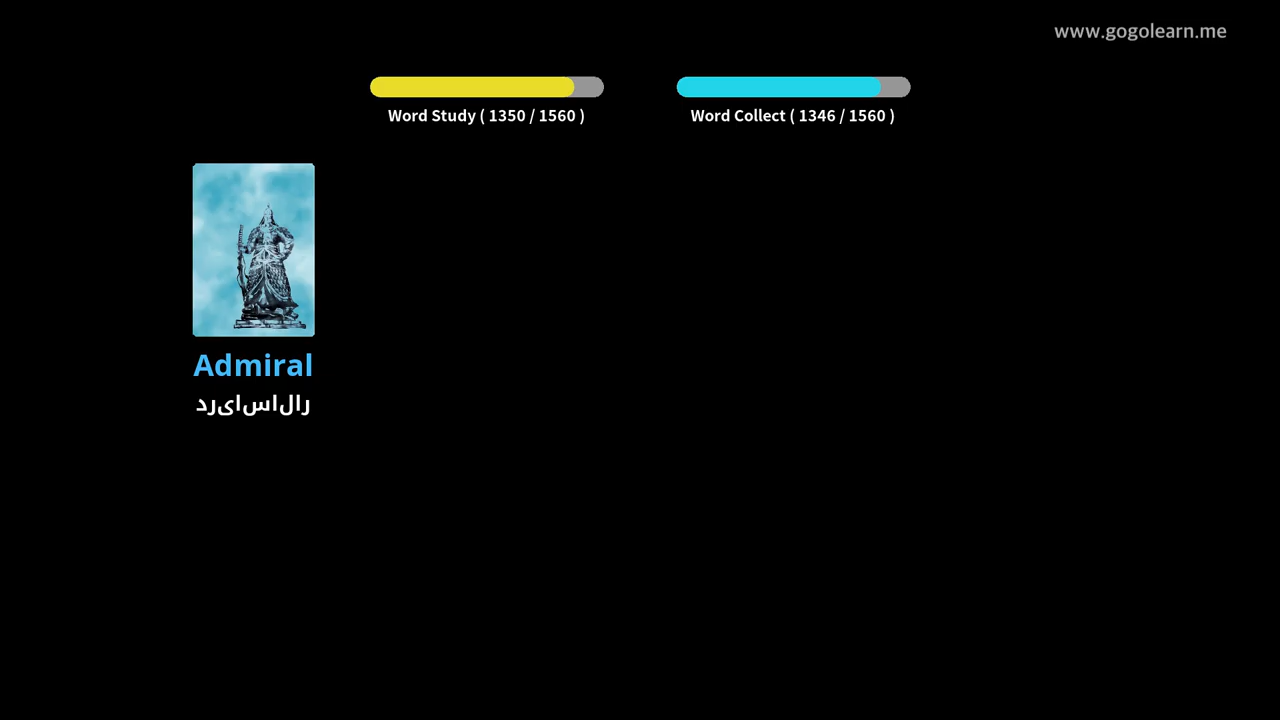 www.gogolearn.me
Word Study ( 1350 / 1560 )
Word Collect ( 1346 / 1560 )
Admiral
رال‌اس‌ای‌رد